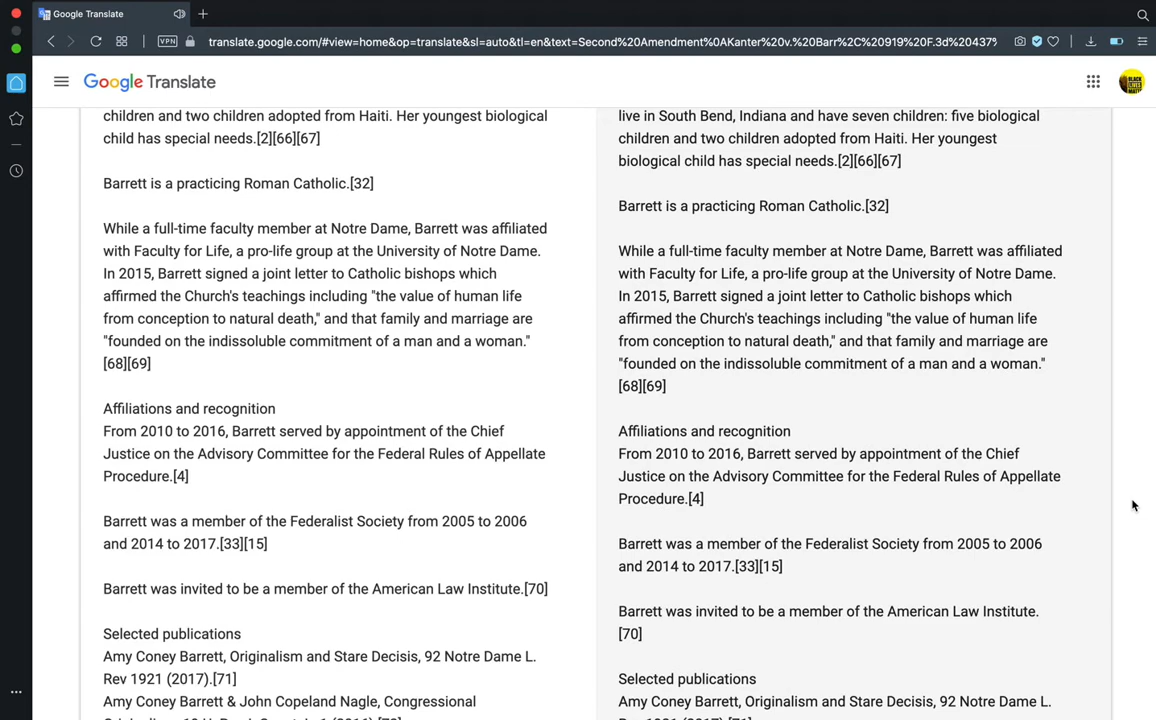 Google Translate
VPN
translate.google.com/#view=home&op=translate&sl=auto&tl=en&text=Second%20Amendment%0AKanter%20v.%20Barr%2C%20919%20F.3d%20437%
Google Translate
BLACK LIVES MATTER
children and two children adopted from Haiti. Her youngest biological
child has special needs.[2][66][67]
Barrett is a practicing Roman Catholic.[32]
While a full-time faculty member at Notre Dame, Barrett was affiliated
with Faculty for Life, a pro-life group at the University of Notre Dame.
In 2015, Barrett signed a joint letter to Catholic bishops which
affirmed the Church's teachings including "the value of human life
from conception to natural death," and that family and marriage are
"founded on the indissoluble commitment of a man and a woman."
[68][69]
Affiliations and recognition
From 2010 to 2016, Barrett served by appointment of the Chief
Justice on the Advisory Committee for the Federal Rules of Appellate
Procedure.[4]
Barrett was a member of the Federalist Society from 2005 to 2006
and 2014 to 2017.[33][15]
Barrett was invited to be a member of the American Law Institute.[70]
Selected publications
Amy Coney Barrett, Originalism and Stare Decisis, 92 Notre Dame L.
Rev 1921 (2017).[71]
Amy Coney Barrett & John Copeland Nagle, Congressional
live in South Bend, Indiana and have seven children: five biological
children and two children adopted from Haiti. Her youngest
biological child has special needs.[2][66][67]
Barrett is a practicing Roman Catholic.[32]
While a full-time faculty member at Notre Dame, Barrett was affiliated
with Faculty for Life, a pro-life group at the University of Notre Dame.
In 2015, Barrett signed a joint letter to Catholic bishops which
affirmed the Church's teachings including "the value of human life
from conception to natural death," and that family and marriage are
"founded on the indissoluble commitment of a man and a woman."
[68][69]
Affiliations and recognition
From 2010 to 2016, Barrett served by appointment of the Chief
Justice on the Advisory Committee for the Federal Rules of Appellate
Procedure.[4]
Barrett was a member of the Federalist Society from 2005 to 2006
and 2014 to 2017.[33][15]
Barrett was invited to be a member of the American Law Institute.
[70]
Selected publications
Amy Coney Barrett, Originalism and Stare Decisis, 92 Notre Dame L.